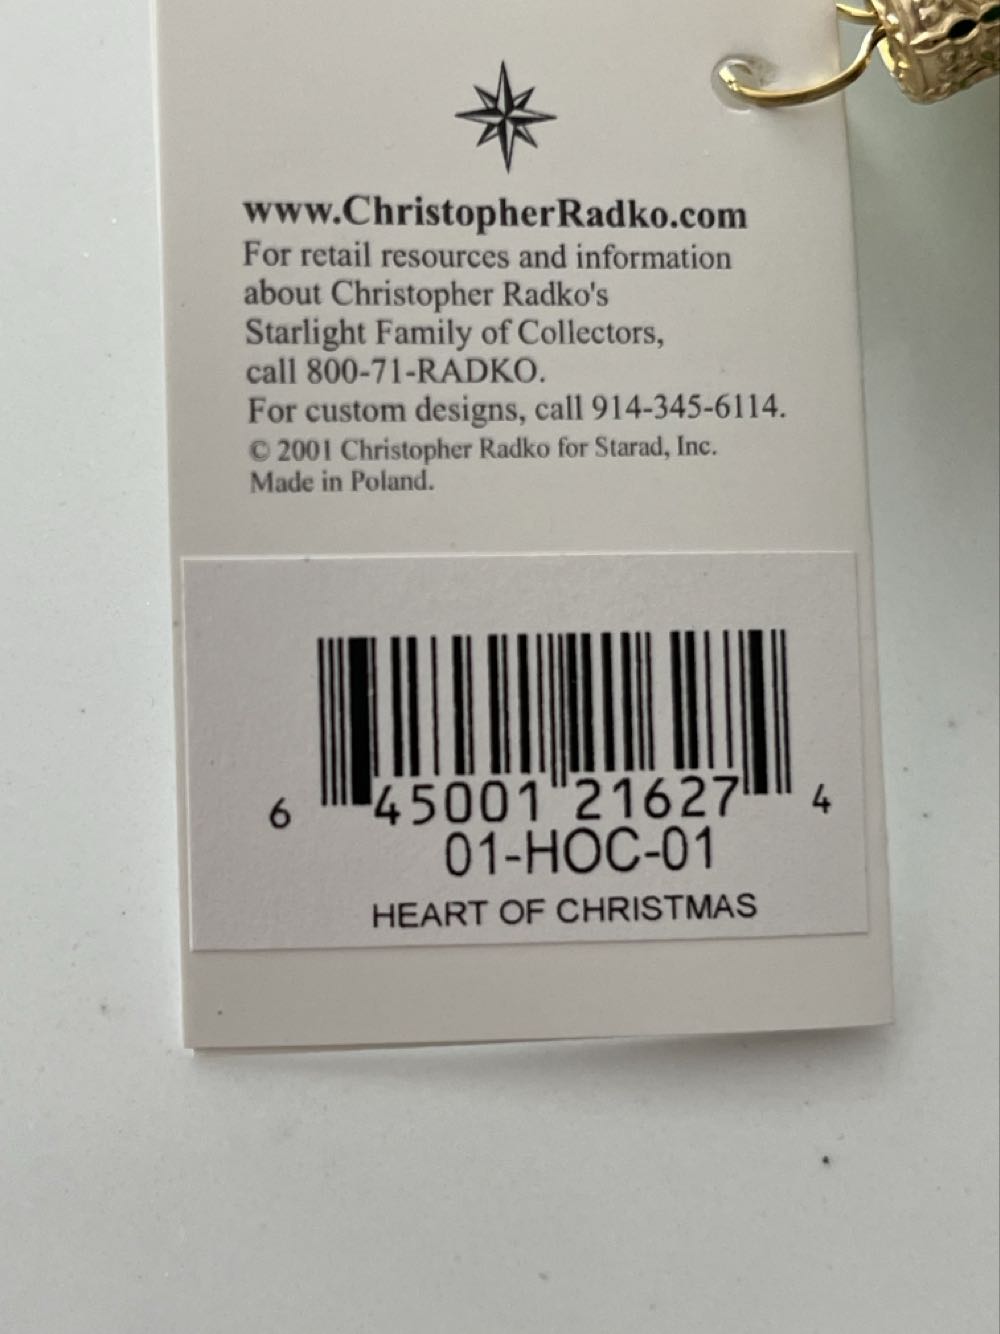 www.ChristopherRadko.com
For retail resources and information
about Christopher Radko's
Starlight Family of Collectors,
call 800-71-RADKO.
For custom designs, call 914-345-6114.
© 2001 Christopher Radko for Starad, Inc.
Made in Poland.
6 45001 21627 4
01-HOC-01
HEART OF CHRISTMAS